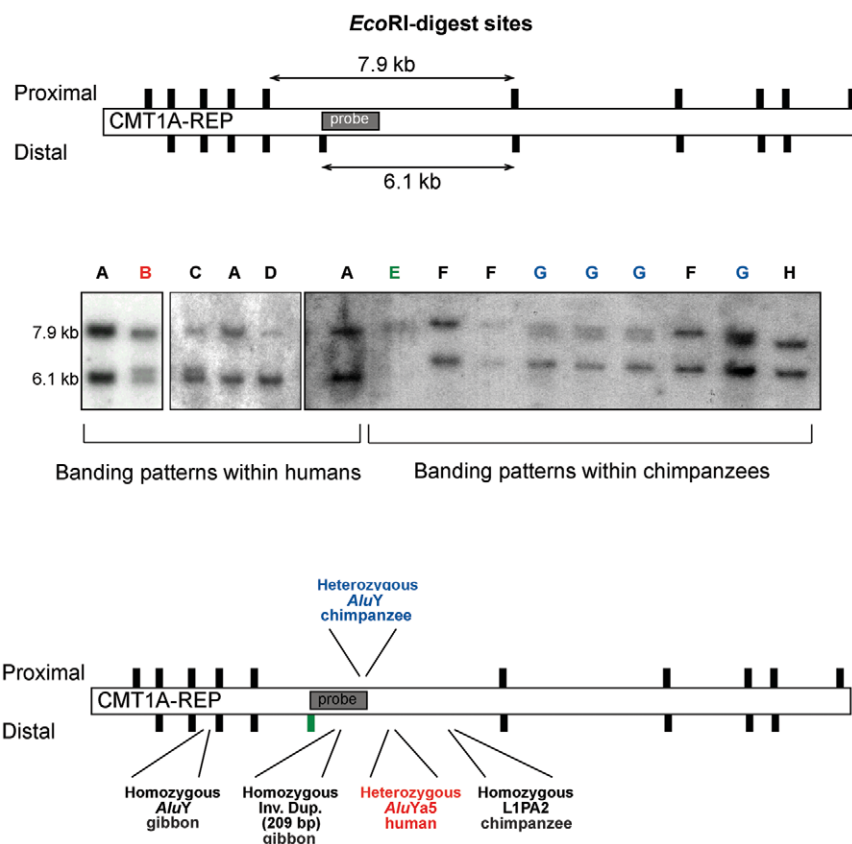 EcoRI-digest sites
7.9 kb
Proximal
CMT1A-REP
probe
Distal
6.1 kb
A B C A D A E F F G G G F G H
7.9 kb
6.1 kb
Banding patterns within humans
Banding patterns within chimpanzees
Heterozygous
AluY
chimpanzee
Proximal
CMT1A-REP
probe
Distal
Homozygous
AluY
gibbon
Homozygous
Inv. Dup.
(209 bp)
gibbon
Heterozygous
AluYa5
human
Homozygous
L1PA2
chimpanzee